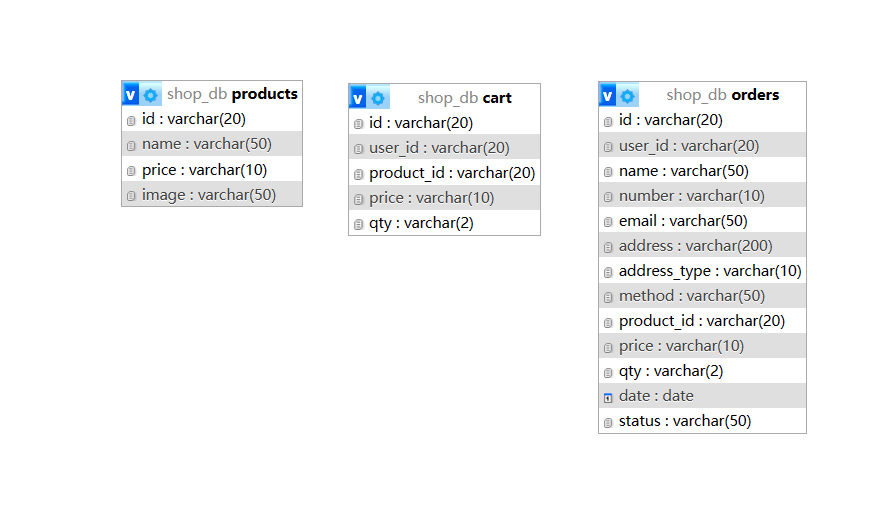 v shop_db products
id : varchar(20)
name : varchar(50)
price : varchar(10)
image : varchar(50)
v shop_db cart
id : varchar(20)
user_id : varchar(20)
product_id : varchar(20)
price : varchar(10)
qty : varchar(2)
v shop_db orders
id : varchar(20)
user_id : varchar(20)
name : varchar(50)
number : varchar(10)
email : varchar(50)
address : varchar(200)
address_type : varchar(10)
method : varchar(50)
product_id : varchar(20)
price : varchar(10)
qty : varchar(2)
date : date
status : varchar(50)